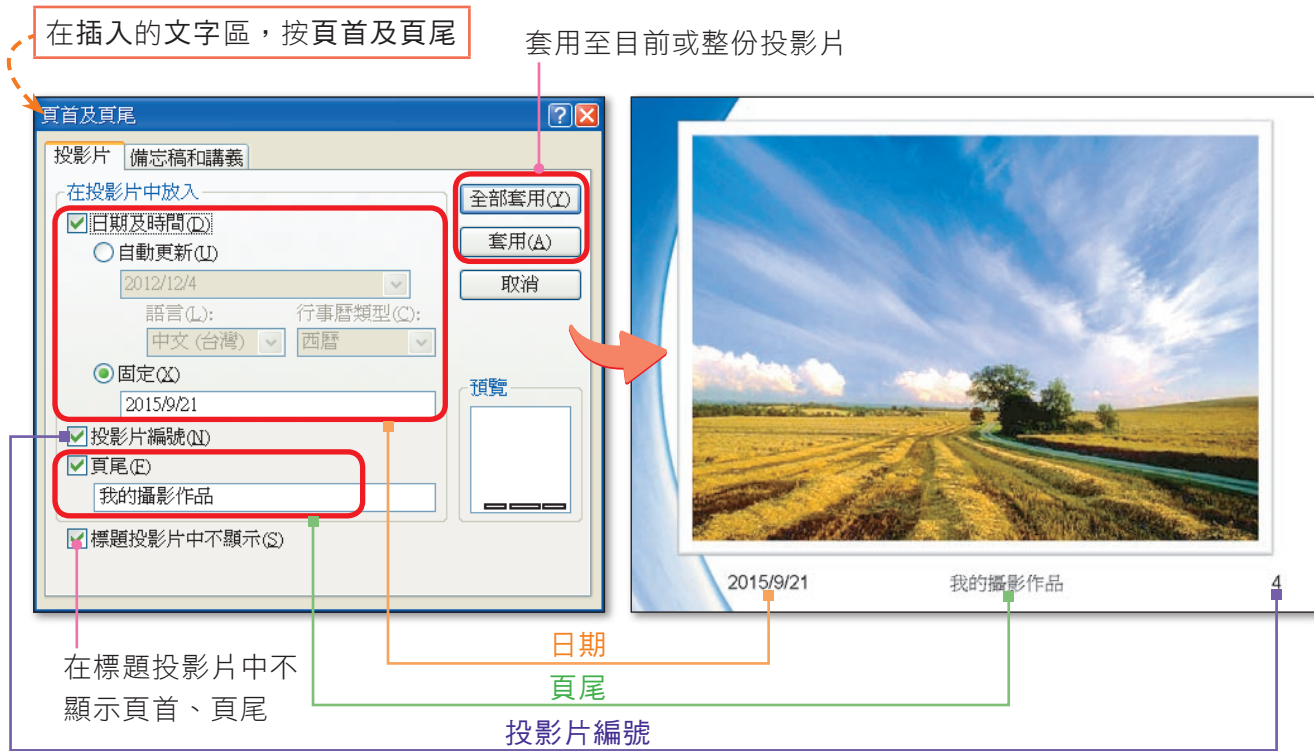 在插入的文字區，按頁首及頁尾
套用至目前或整份投影片
頁首及頁尾
投影片 備忘稿和講義
在投影片中放入
日期及時間(D)
自動更新(U)
2012/12/4
語言(L): 行事曆類型(C):
中文 (台灣) 西曆
固定(X)
2015/9/21
投影片編號(N)
頁尾(F)
我的攝影作品
標題投影片中不顯示(S)
全部套用(Y)
套用(A)
取消
預覽
2015/9/21 我的攝影作品 4
在標題投影片中不
顯示頁首、頁尾
日期
頁尾
投影片編號